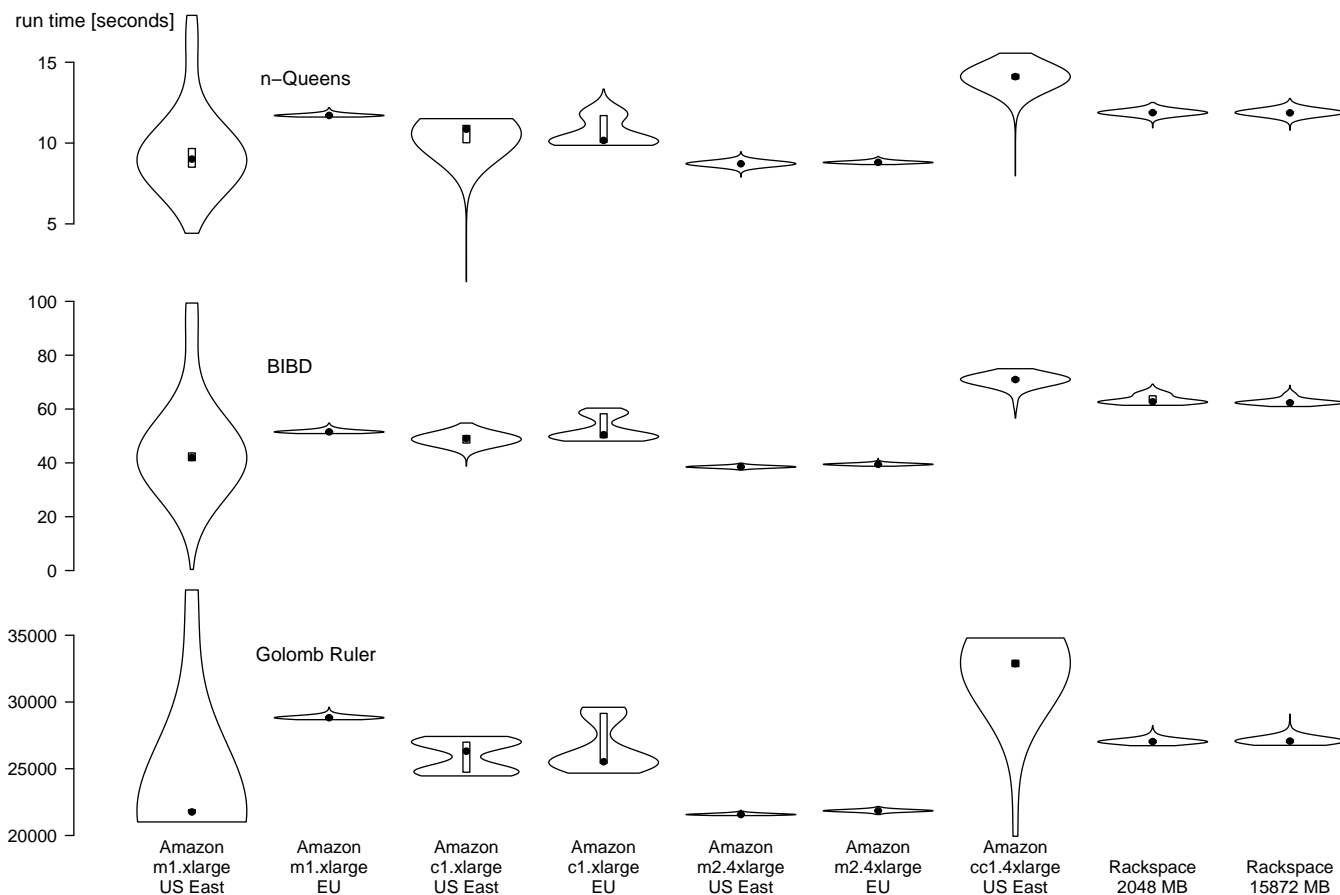 run time [seconds]
n−Queens
15
10
5
BIBD
100
80
60
40
20
0
Golomb Ruler
35000
30000
25000
20000
Amazon
m1.xlarge
US East
Amazon
m1.xlarge
EU
Amazon
c1.xlarge
US East
Amazon
c1.xlarge
EU
Amazon
m2.4xlarge
US East
Amazon
m2.4xlarge
EU
Amazon
cc1.4xlarge
US East
Rackspace
2048 MB
Rackspace
15872 MB